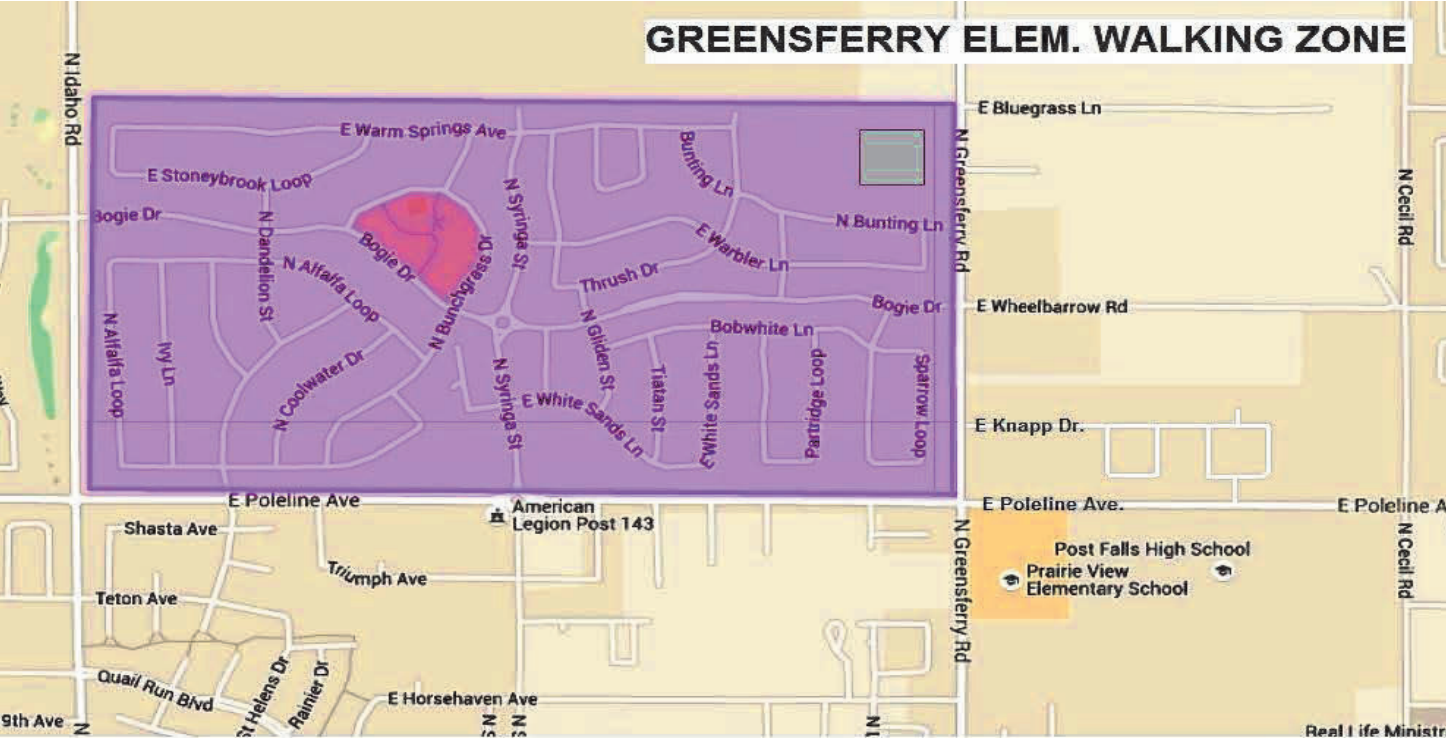 GREENSFERRY ELEM. WALKING ZONE
N Idaho Rd
E Bluegrass Ln
E Warm Springs Ave
Bunting Ln
N Greensferry Rd
E Stoneybrook Loop
N Cecil Rd
N Syringa St
Bogie Dr
N Dandelion St
N Bunting Ln
E Warbler Ln
Bogie Dr
N Bunchgrass Dr
N Alfalfa Loop
Thrush Dr
Bogie Dr
E Wheelbarrow Rd
Bobwhite Ln
N Gliden St
N Alfalfa Loop
Ivy Ln
N Coolwater Dr
N Syringa St
E White Sands Ln
Tiatan St
E White Sands Ln
Partridge Loop
Sparrow Loop
E Knapp Dr.
E Poleline Ave
E Poleline Ave.
E Poleline A
American
Legion Post 143
Shasta Ave
N Greensferry Rd
N Cecil Rd
Post Falls High School
Prairie View
Elementary School
Triumph Ave
Teton Ave
Quail Run Blvd
St Helens Dr
Rainier Dr
E Horsehaven Ave
9th Ave
N
N S
N S
N
Real Life Ministr